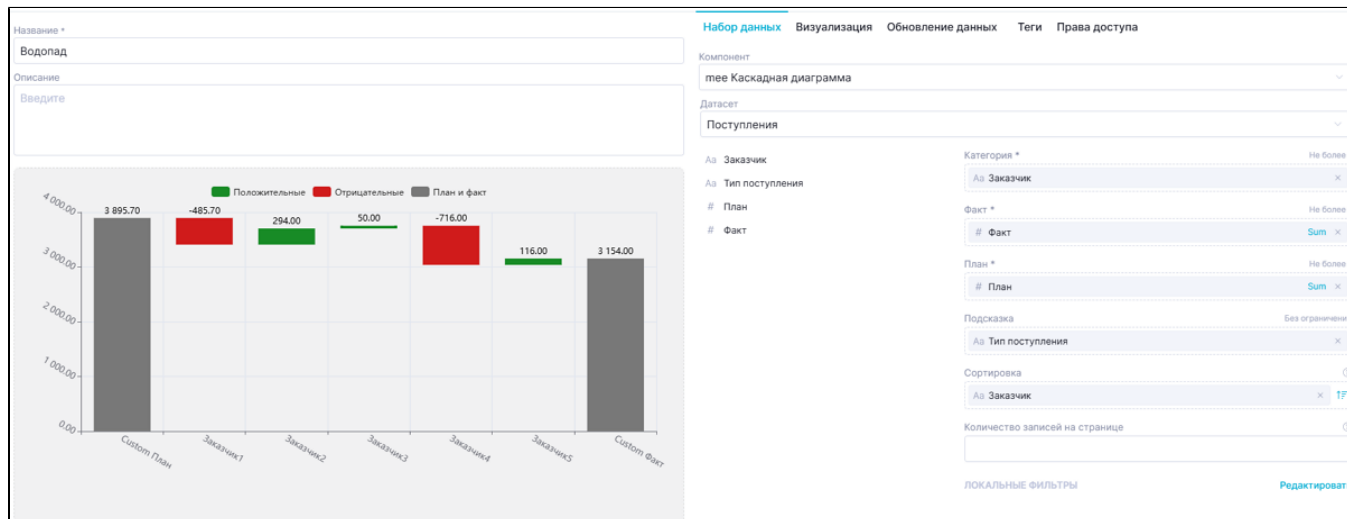 Название *
Водопад
Описание
Введите
Положительные Отрицательные План и факт
4 000.00
3 000.00
2 000.00
1 000.00
0.00
3 895.70
-485.70
294.00
50.00
-716.00
116.00
3 154.00
Custom План
Заказчик1
Заказчик2
Заказчик3
Заказчик4
Заказчик5
Custom Факт
Набор данных Визуализация Обновление данных Теги Права доступа
Компонент
mee Каскадная диаграмма
Датасет
Поступления
Aa Заказчик
Aa Тип поступления
# План
# Факт
Категория * Не более
Aa Заказчик ×
Факт * Не более
# Факт Sum ×
План * Не более
# План Sum ×
Подсказка Без ограничени
Aa Тип поступления ×
Сортировка
Aa Заказчик ×
Количество записей на странице
ЛОКАЛЬНЫЕ ФИЛЬТРЫ Редактироват